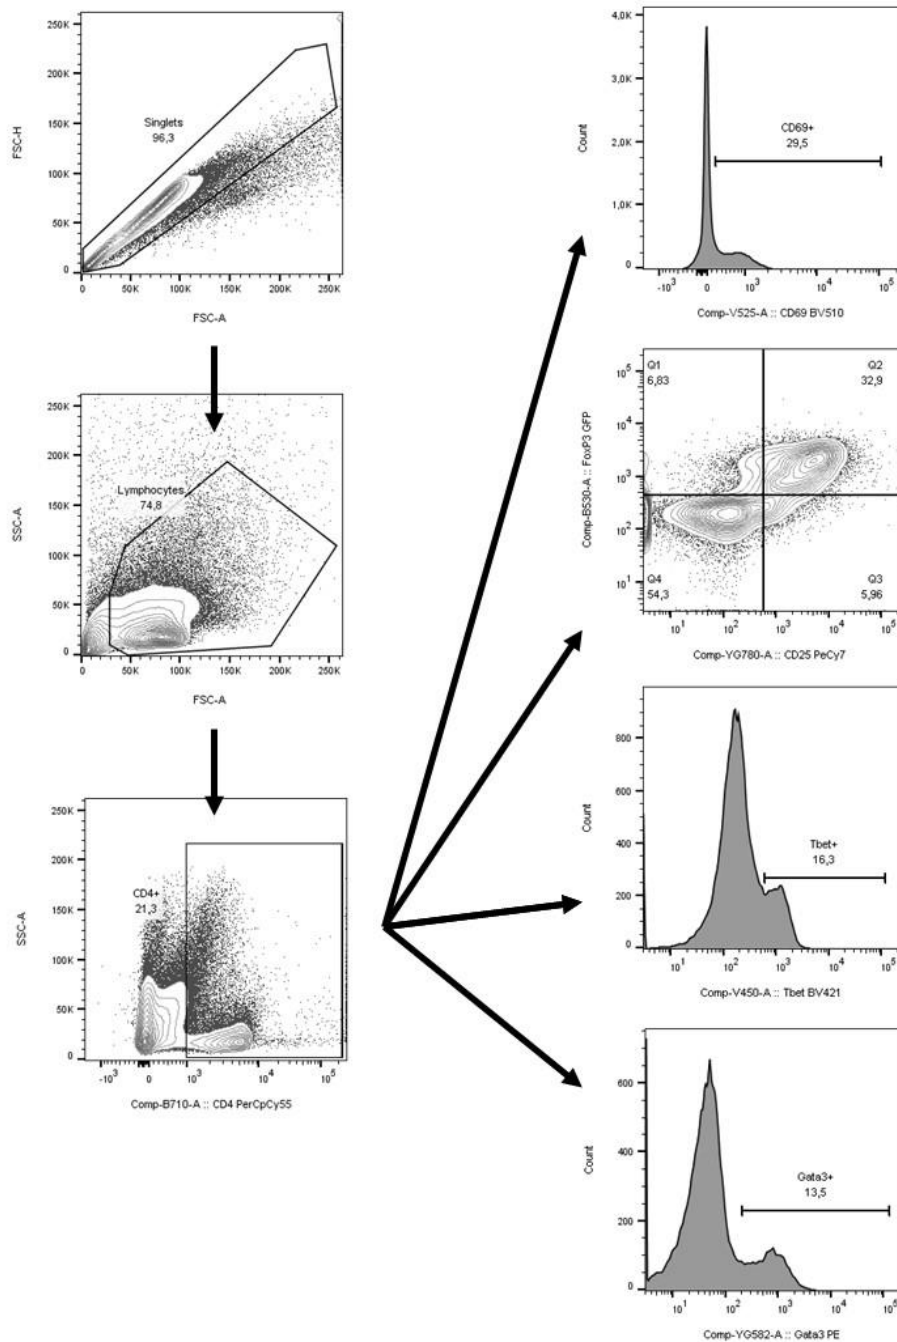 250K
200K
150K
100K
50K
0
FSC-H
Singlets
96,3
0
50K
100K
150K
200K
250K
FSC-A
250K
200K
150K
100K
50K
0
SSC-A
Lymphocytes
74,8
0
50K
100K
150K
200K
250K
FSC-A
250K
200K
150K
100K
50K
0
SSC-A
CD4+
21,3
-10³
0
10³
10⁴
10⁵
Comp-B710-A :: CD4 PerCpCy55
4,0K
3,0K
2,0K
1,0K
0
Count
CD69+
29,5
-10³
0
10³
10⁴
10⁵
Comp-V525-A :: CD69 BV510
10⁵
10⁴
10³
10²
10¹
Comp-B530-A :: FoxP3 GFP
Q1
6,83
Q2
32,9
Q4
54,3
Q3
5,96
10¹
10²
10³
10⁴
10⁵
Comp-YG780-A :: CD25 PeCy7
800
600
400
200
0
Count
Tbet+
16,3
10¹
10²
10³
10⁴
10⁵
Comp-V450-A :: Tbet BV421
600
400
200
0
Count
Gata3+
13,5
10¹
10²
10³
10⁴
10⁵
Comp-YG582-A :: Gata3 PE